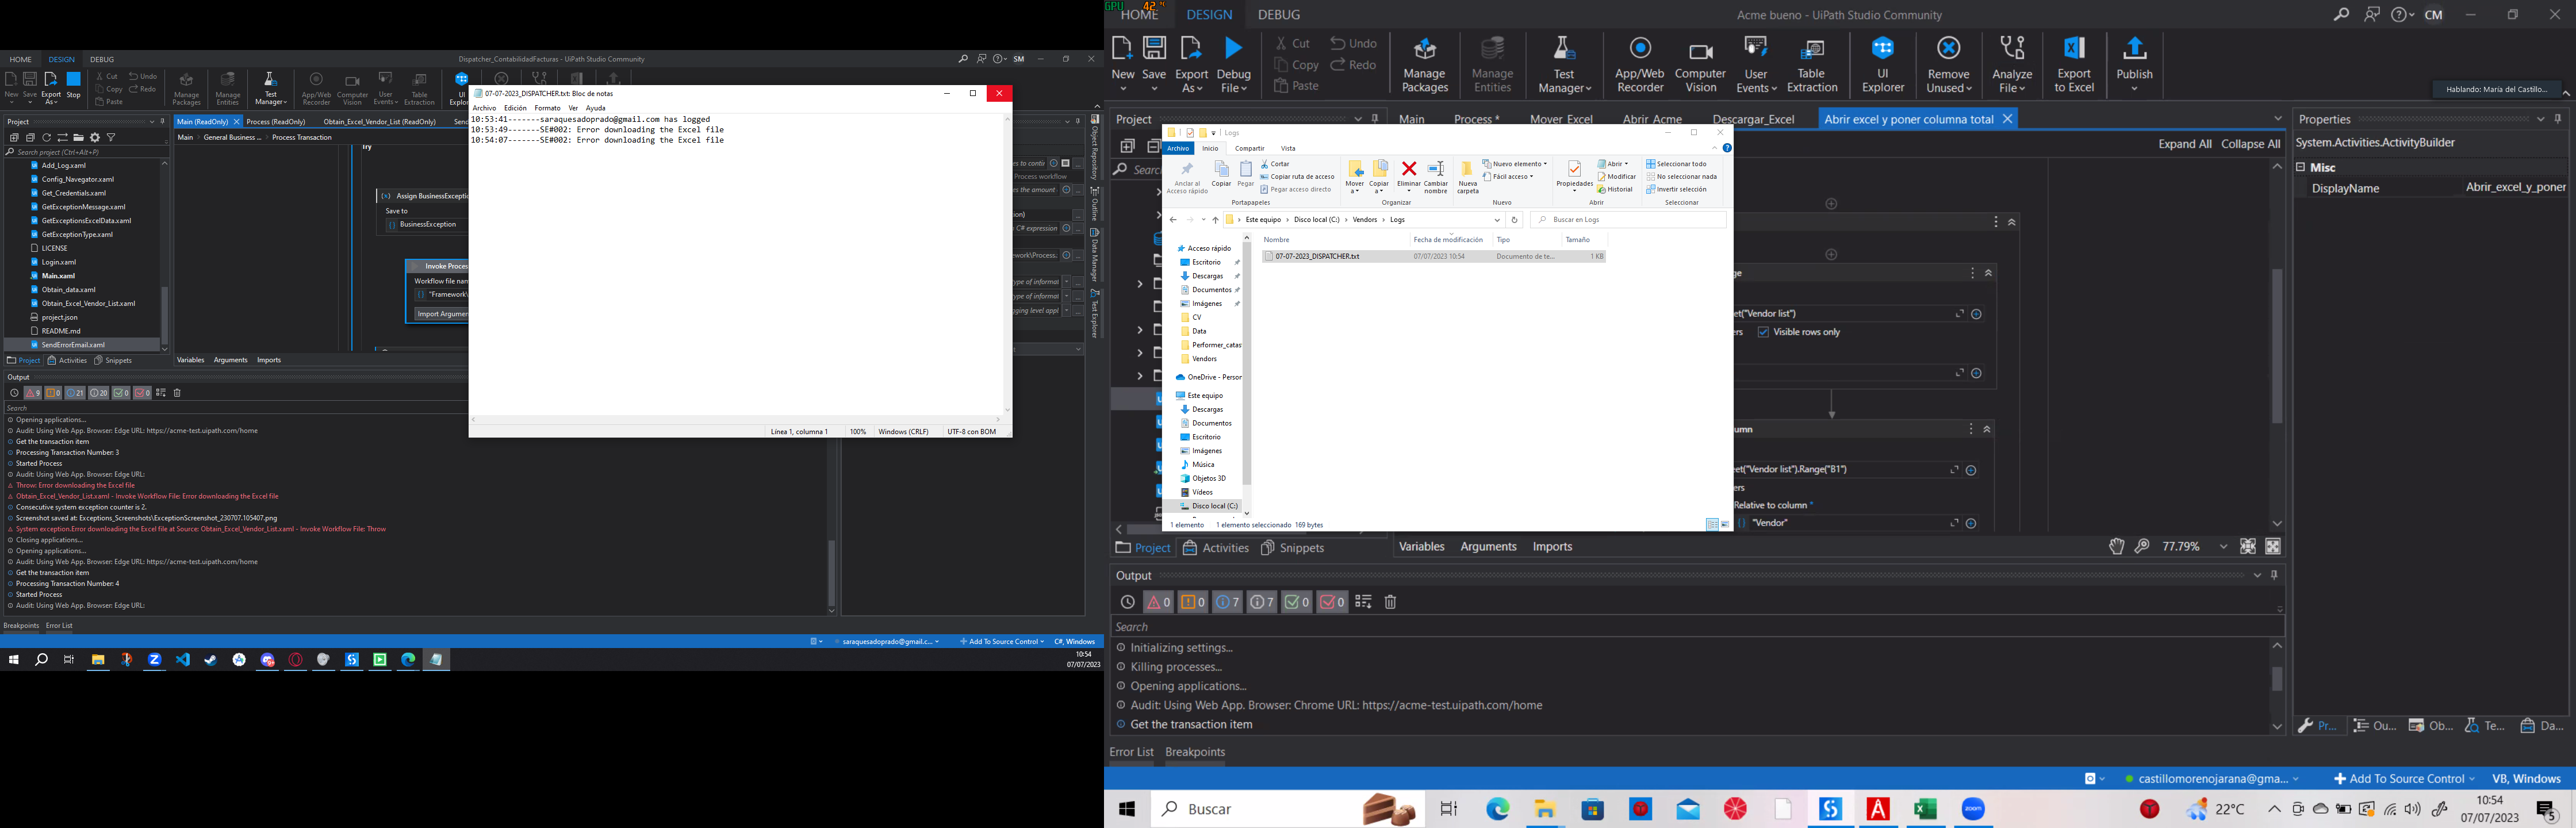 HOME DESIGN DEBUG
Dispatcher_ContabilidadFacturas - UiPath Studio Community
SM
New Save Export As Stop
Cut Undo
Copy Redo
Paste
Manage Packages
Manage Entities
Test Manager
App/Web Recorder
Computer Vision
User Events
Table Extraction
UI Explor
Project
Search project (Ctrl+Alt+P)
Add_Log.xaml
Config_Navegator.xaml
Get_Credentials.xaml
GetExceptionMessage.xaml
GetExceptionsExcelData.xaml
GetExceptionType.xaml
LICENSE
Login.xaml
Main.xaml
Obtain_data.xaml
Obtain_Excel_Vendor_List.xaml
project.json
README.md
SendErrorEmail.xaml
Project Activities Snippets
Main (ReadOnly) Process (ReadOnly) Obtain_Excel_Vendor_List (ReadOnly) Send
Main General Business ... Process Transaction
Try
Assign BusinessExceptio
Save to
BusinessException
Invoke Proces
Workflow file nam
"Framework\
Import Argumen
Variables Arguments Imports
Object Repository
Outline
Data Manager
Test Explorer
07-07-2023_DISPATCHER.txt: Bloc de notas
Archivo Edición Formato Ver Ayuda
10:53:41-------saraquesadoprado@gmail.com has logged
10:53:49-------SE#002: Error downloading the Excel file
10:54:07-------SE#002: Error downloading the Excel file
Línea 1, columna 1 100% Windows (CRLF) UTF-8 con BOM
Output
9 0 21 20 0 0
Search
Opening applications...
Audit: Using Web App. Browser: Edge URL: https://acme-test.uipath.com/home
Get the transaction item
Processing Transaction Number: 3
Started Process
Audit: Using Web App. Browser: Edge URL:
Throw: Error downloading the Excel file
Obtain_Excel_Vendor_List.xaml - Invoke Workflow File: Error downloading the Excel file
Consecutive system exception counter is 2.
Screenshot saved at: Exceptions_Screenshots\ExceptionScreenshot_230707.105407.png
System exception.Error downloading the Excel file at Source: Obtain_Excel_Vendor_List.xaml - Invoke Workflow File: Throw
Closing applications...
Opening applications...
Audit: Using Web App. Browser: Edge URL: https://acme-test.uipath.com/home
Get the transaction item
Processing Transaction Number: 4
Started Process
Audit: Using Web App. Browser: Edge URL:
Breakpoints Error List
saraquesadoprado@gmail.c... Add To Source Control C#, Windows
10:54
07/07/2023
GPU 42 °C
HOME DESIGN DEBUG
Acme bueno - UiPath Studio Community
CM
New Save Export As Debug File
Cut Undo
Copy Redo
Paste
Manage Packages
Manage Entities
Test Manager
App/Web Recorder
Computer Vision
User Events
Table Extraction
UI Explorer
Remove Unused
Analyze File
Export to Excel
Publish
Hablando: María del Castillo...
Project
Main Process * Mover_Excel Abrir_Acme Descargar_Excel Abrir excel y poner columna total
Expand All Collapse All
Properties
System.Activities.ActivityBuilder
Misc
DisplayName Abrir_excel_y_poner
Logs
Archivo Inicio Compartir Vista
Anclar al Acceso rápido
Copiar
Pegar
Cortar
Copiar ruta de acceso
Pegar acceso directo
Mover a
Copiar a
Eliminar
Cambiar nombre
Nueva carpeta
Nuevo elemento
Fácil acceso
Propiedades
Abrir
Modificar
Historial
Seleccionar todo
No seleccionar nada
Invertir selección
Portapapeles Organizar Nuevo Abrir Seleccionar
Este equipo Disco local (C:) Vendors Logs
Buscar en Logs
Nombre Fecha de modificación Tipo Tamaño
07-07-2023_DISPATCHER.txt 07/07/2023 10:54 Documento de te... 1 KB
Acceso rápido
Escritorio
Descargas
Documentos
Imágenes
CV
Data
Performer_catas
Vendors
OneDrive - Person
Este equipo
Descargas
Documentos
Escritorio
Imágenes
Música
Objetos 3D
Vídeos
Disco local (C:)
1 elemento 1 elemento seleccionado 169 bytes
et("Vendor list")
Visible rows only
et("Vendor list").Range("B1")
Relative to column *
"Vendor"
Project Activities Snippets
Variables Arguments Imports
77.79%
Output
0 0 7 7 0 0
Search
Initializing settings...
Killing processes...
Opening applications...
Audit: Using Web App. Browser: Chrome URL: https://acme-test.uipath.com/home
Get the transaction item
Error List Breakpoints
Pr... Ou... Ob... Te... Da...
castillomorenojarana@gma... Add To Source Control VB, Windows
Buscar
22°C
10:54
07/07/2023
5